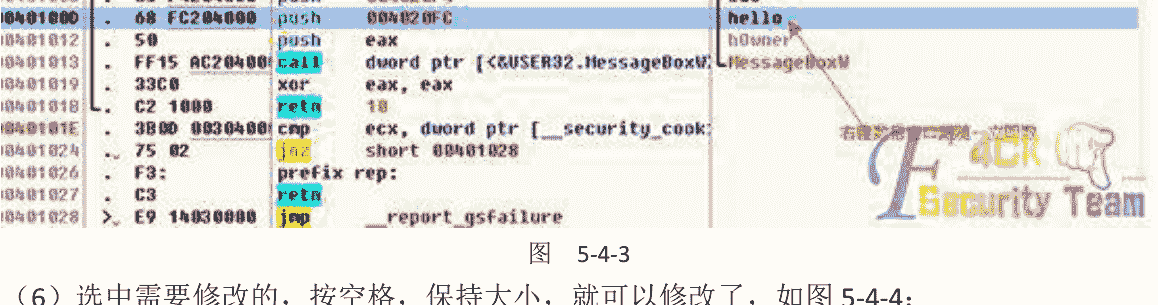 0040100D . 68 FC204000 push 004020FC hello
00401012 . 50 push eax hOwner
00401013 . FF15 AC20400 call dword ptr [<&USER32.MessageBoxW MessageBoxW
00401019 . 33C0 xor eax, eax
0040101B . C2 1000 retn 10
0040101E . 3B0D 0030400 cmp ecx, dword ptr [__security_cook
00401024 . 75 02 jnz short 00401028
00401026 . F3: prefix rep:
00401027 . C3 retn
00401028 > E9 14030000 jmp __report_gsfailure
F4CK
Security Team
图 5-4-3
（6）选中需要修改的，按空格，保持大小，就可以修改了，如图 5-4-4：